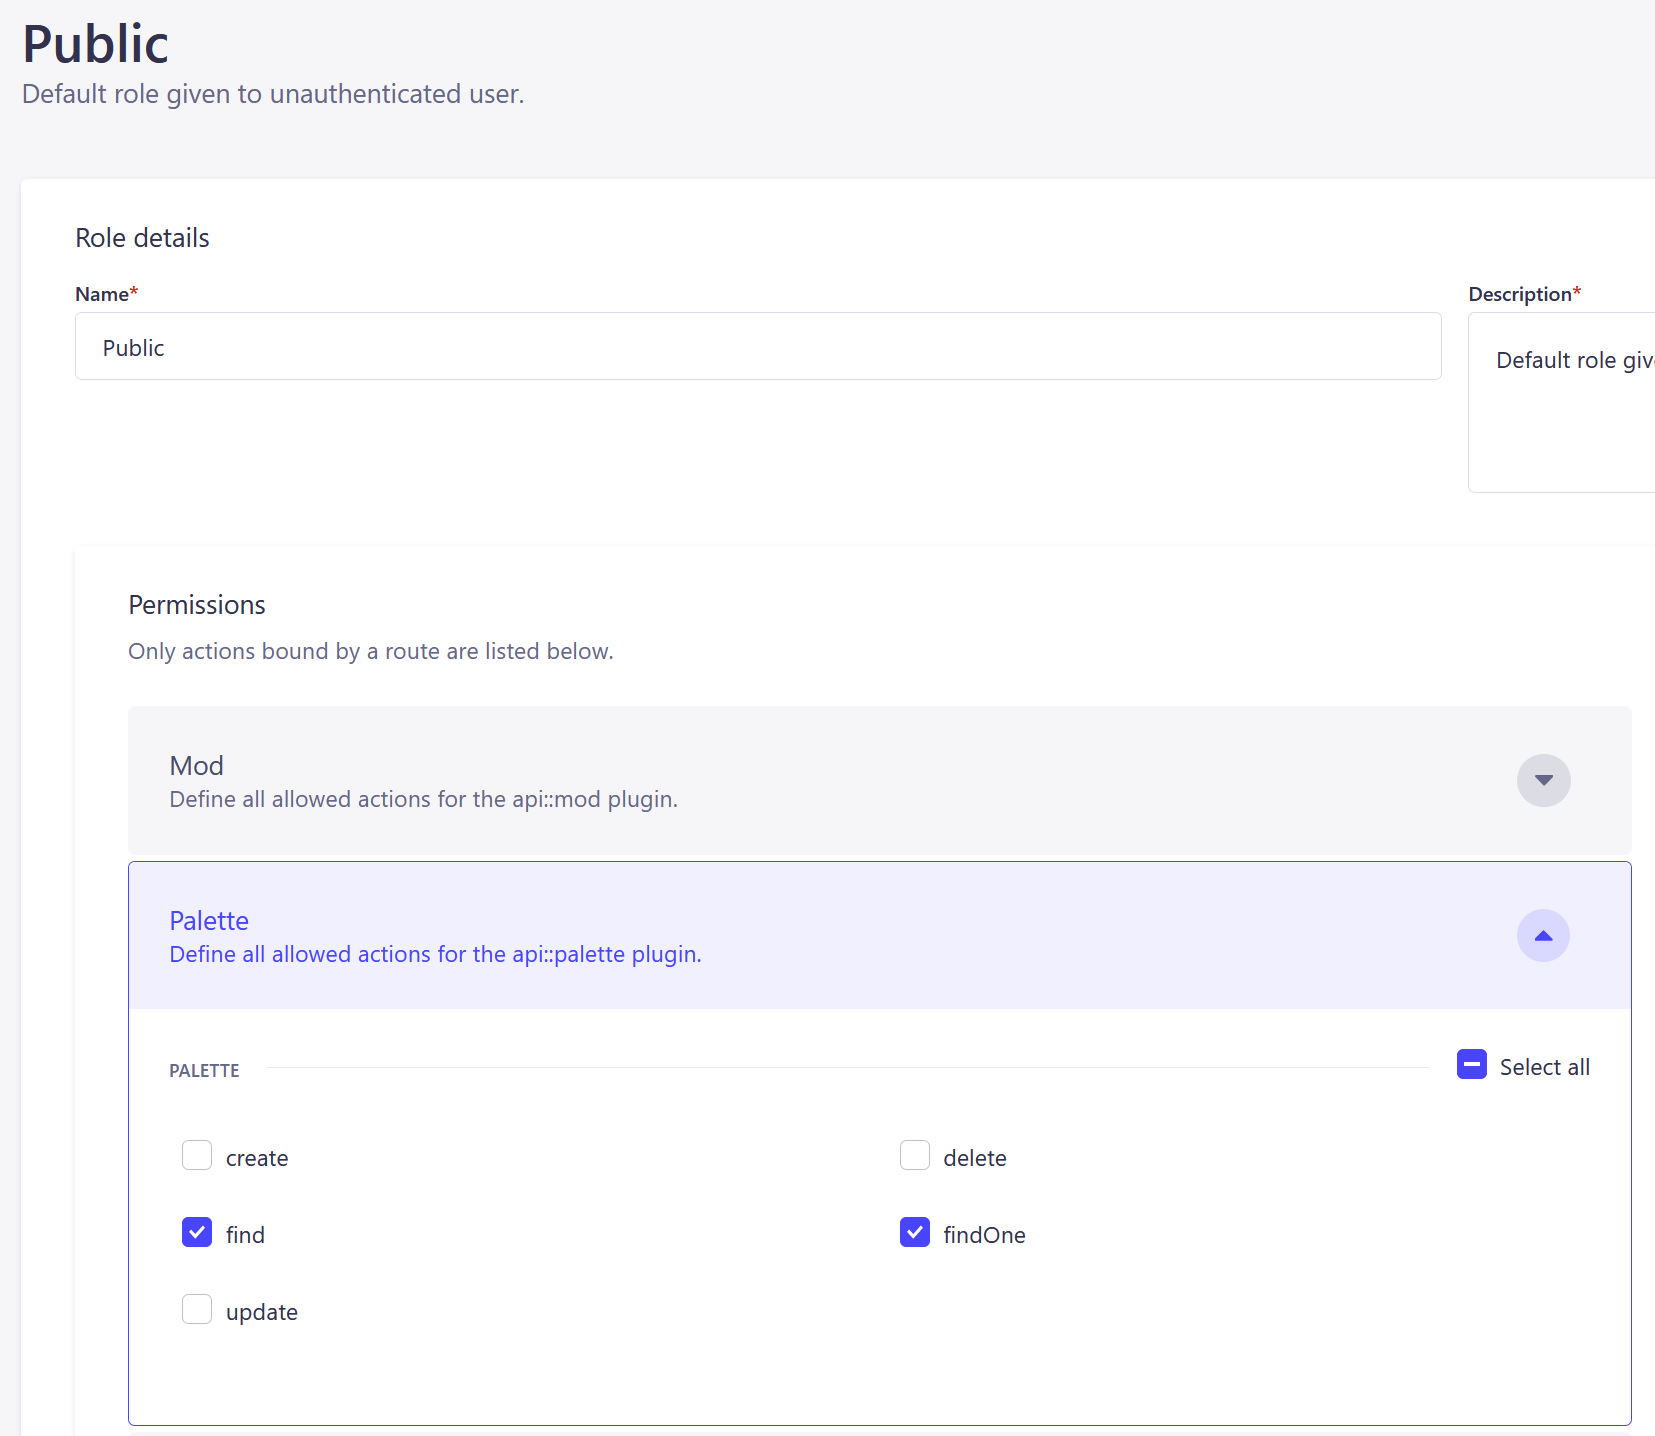 Public
Default role given to unauthenticated user.
Role details
Name*
Description*
Public
Default role giv
Permissions
Only actions bound by a route are listed below.
Mod
Define all allowed actions for the api::mod plugin.
Palette
Define all allowed actions for the api::palette plugin.
PALETTE
Select all
create
delete
find
findOne
update